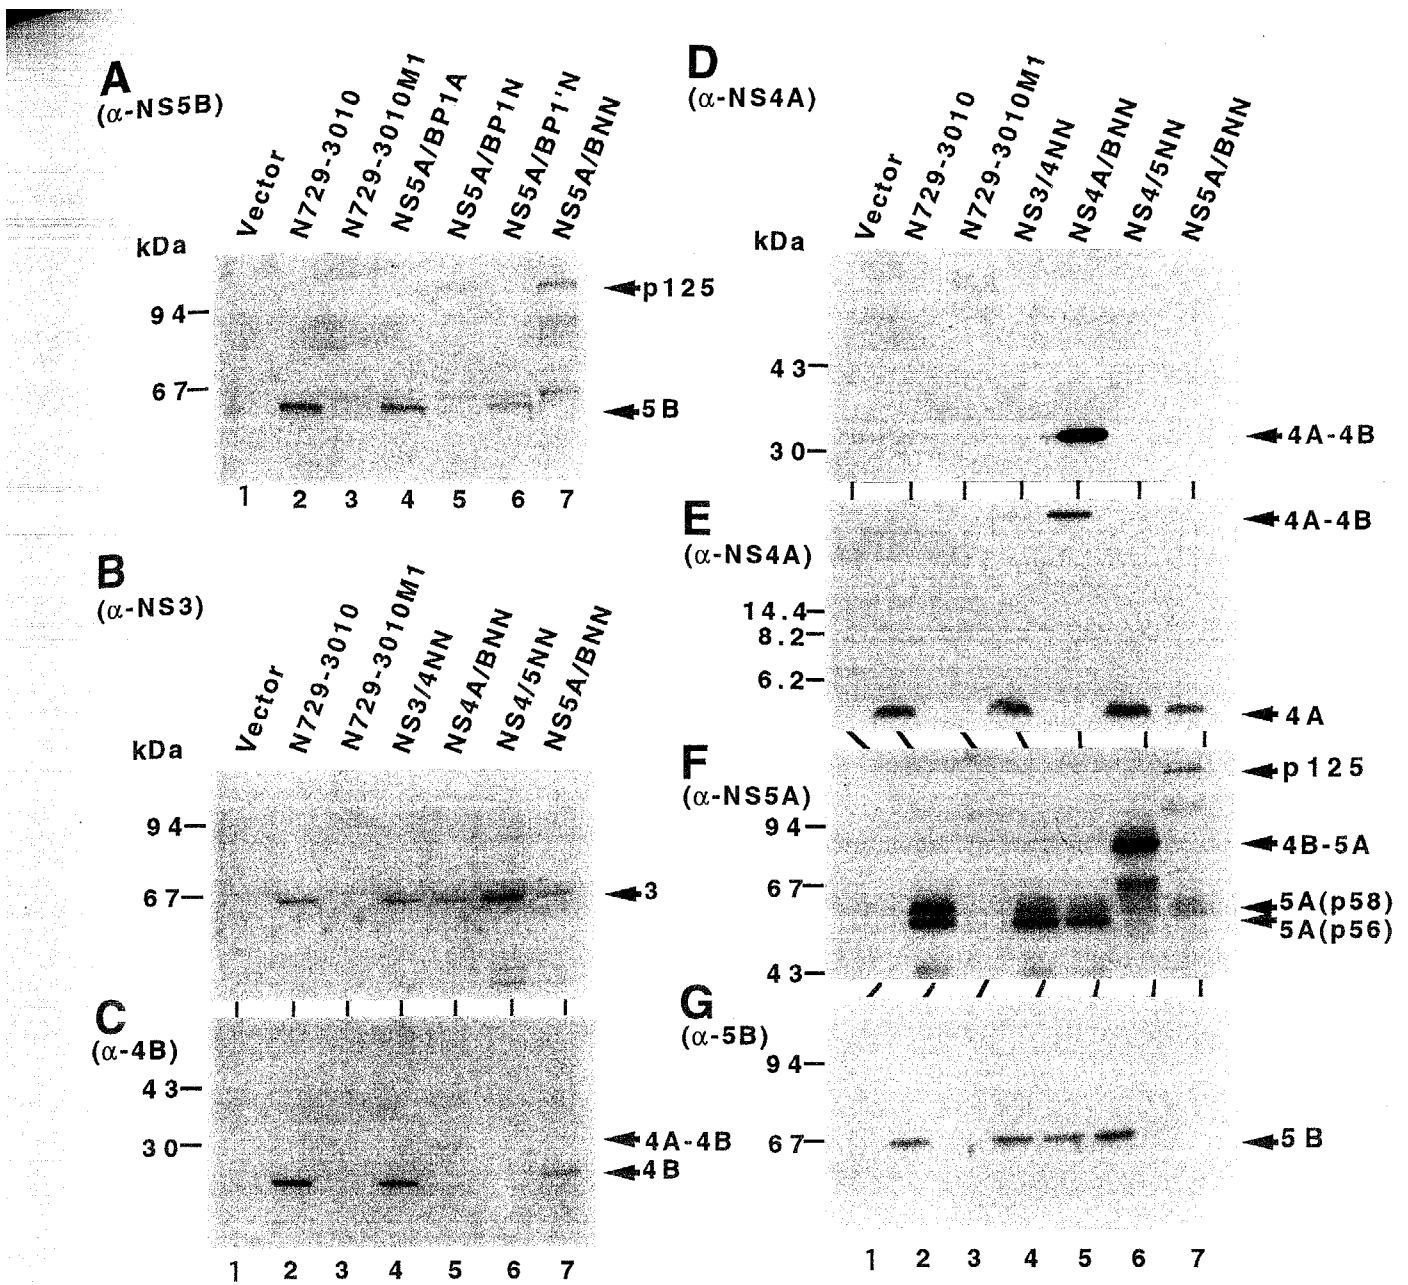 A
(α-NS5B)
Vector
N729-3010
N729-3010M1
NS5A/BP1A
NS5A/BP1N
NS5A/BP1'N
NS5A/BNN
kDa
94
67
p125
5B
1 2 3 4 5 6 7
B
(α-NS3)
Vector
N729-3010
N729-3010M1
NS3/4NN
NS4A/BNN
NS4/5NN
NS5A/BNN
kDa
94
67
3
C
(α-4B)
43
30
4A-4B
4B
1 2 3 4 5 6 7
D
(α-NS4A)
Vector
N729-3010
N729-3010M1
NS3/4NN
NS4A/BNN
NS4/5NN
NS5A/BNN
kDa
43
30
4A-4B
E
(α-NS4A)
4A-4B
14.4
8.2
6.2
4A
F
(α-NS5A)
p125
94
4B-5A
67
5A(p58)
5A(p56)
43
G
(α-5B)
94
67
5B
1 2 3 4 5 6 7